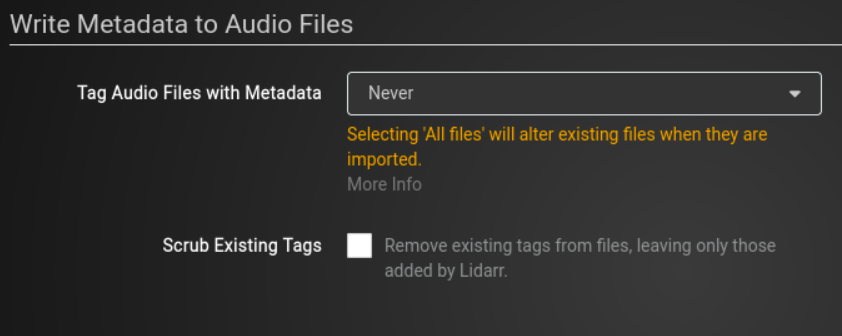 Write Metadata to Audio Files
Tag Audio Files with Metadata
Never
Selecting 'All files' will alter existing files when they are
imported.
More Info
Scrub Existing Tags
Remove existing tags from files, leaving only those
added by Lidarr.